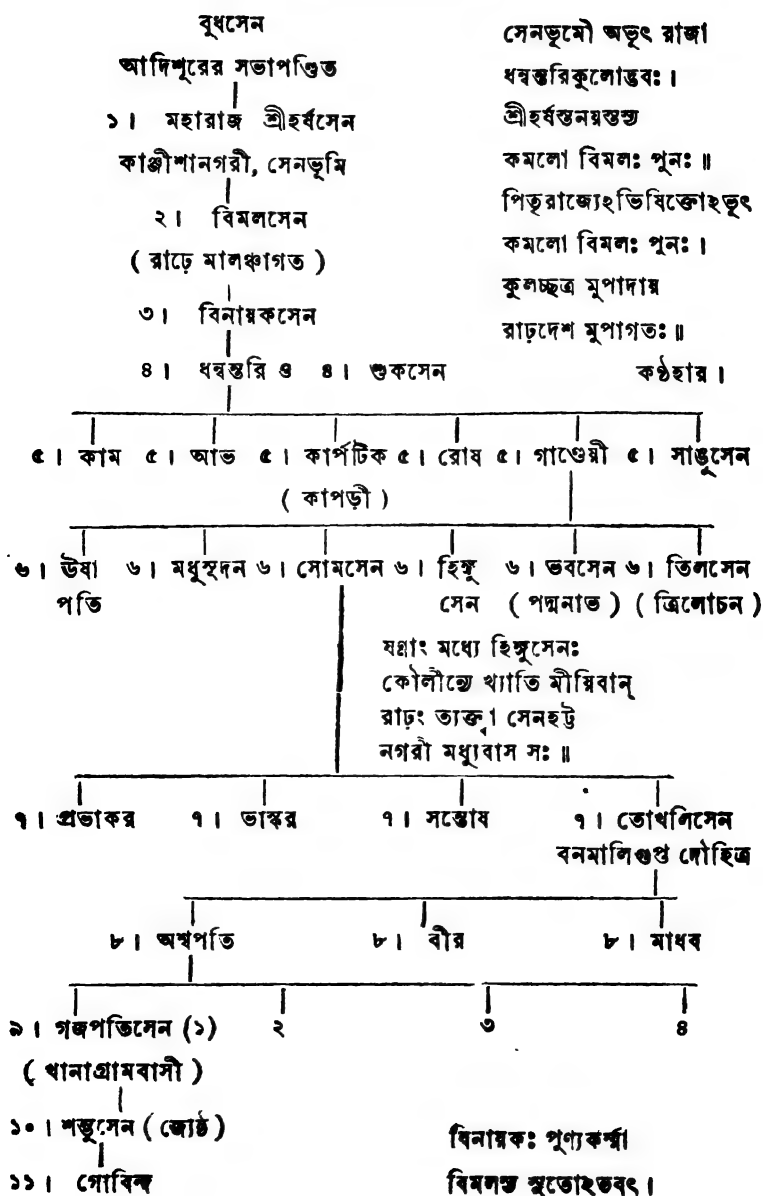 বুধসেন
আদিশূরের সভাপণ্ডিত
১। মহারাজ শ্রীহর্ষসেন
কাঞ্জীশানগরী, সেনভূমি
২। বিমলসেন
( রাঢ়ে মালঞ্চাগত )
৩। বিনায়কসেন
৪। ধন্বন্তরি ও ৪। শুকসেন
সেনভূমৌ অভূৎ রাজা
ধন্বন্তরিকুলোদ্ভবঃ।
শ্রীহর্ষস্তনয়স্তস্য
কমলো বিমলঃ পুনঃ॥
পিতৃরাজ্যেঽভিষিক্তোঽভূৎ
কমলো বিমলঃ পুনঃ।
কুলচ্ছত্র মুপাদায়
রাঢ়দেশ মুপাগতঃ॥
কণ্ঠহার।
৫। কাম ৫। আভ ৫। কার্পটিক ৫। রোষ ৫। গাণ্ডেয়ী ৫। সাঙূসেন
( কাপড়ী )
৬। ঊষা ৬। মধুসূদন ৬। সোমসেন ৬। হিঙ্গু ৬। ভবসেন ৬। তিলসেন
পতি সেন ( পদ্মনাভ ) ( ত্রিলোচন )
ষণ্ণাং মধ্যে হিঙ্গুসেনঃ
কৌলীন্যে খ্যাতি মীয়িবান্
রাঢ়ং ত্যক্ত্বা সেনহট্ট
নগরী মধ্যুবাস সঃ॥
৭। প্রভাকর ৭। ভাস্কর ৭। সন্তোষ ৭। তোথলিসেন
বনমালিগুপ্ত দৌহিত্র
৮। অশ্বপতি ৮। বীর ৮। মাধব
৯। গজপতিসেন (১) ২ ৩ ৪
( থানাগ্রামবাসী )
১০। শম্ভুসেন ( জ্যেষ্ঠ )
১১। গোবিন্দ
বিনায়কঃ পুণ্যকর্ম্মা
বিমলস্য সুতোঽভবৎ।